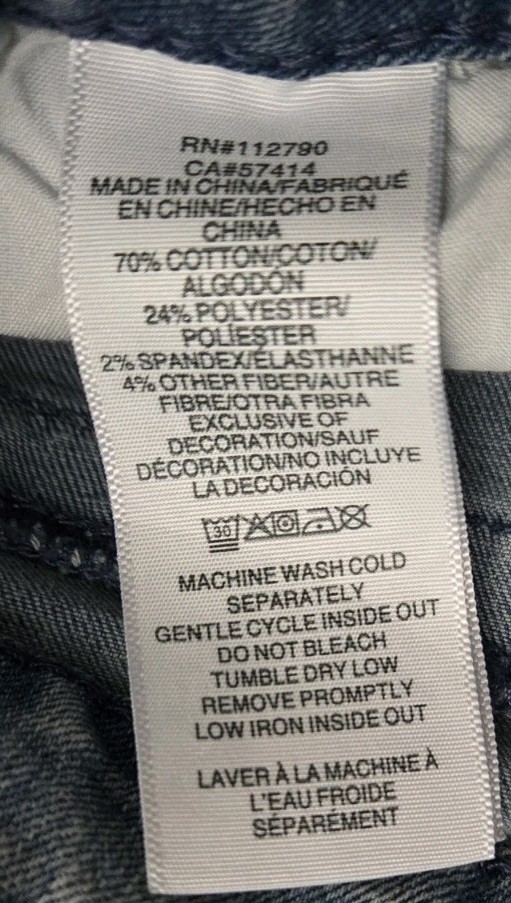 RN#112790
CA#57414
MADE IN CHINA/FABRIQUÉ
EN CHINE/HECHO EN
CHINA
70% COTTON/COTON/
ALGODÓN
24% POLYESTER/
POLIESTER
2% SPANDEX/ÉLASTHANNE
4% OTHER FIBER/AUTRE
FIBRE/OTRA FIBRA
EXCLUSIVE OF
DECORATION/SAUF
DÉCORATION/NO INCLUYE
LA DECORACIÓN
30
MACHINE WASH COLD
SEPARATELY
GENTLE CYCLE INSIDE OUT
DO NOT BLEACH
TUMBLE DRY LOW
REMOVE PROMPTLY
LOW IRON INSIDE OUT
LAVER À LA MACHINE À
L'EAU FROIDE
SÉPARÉMENT